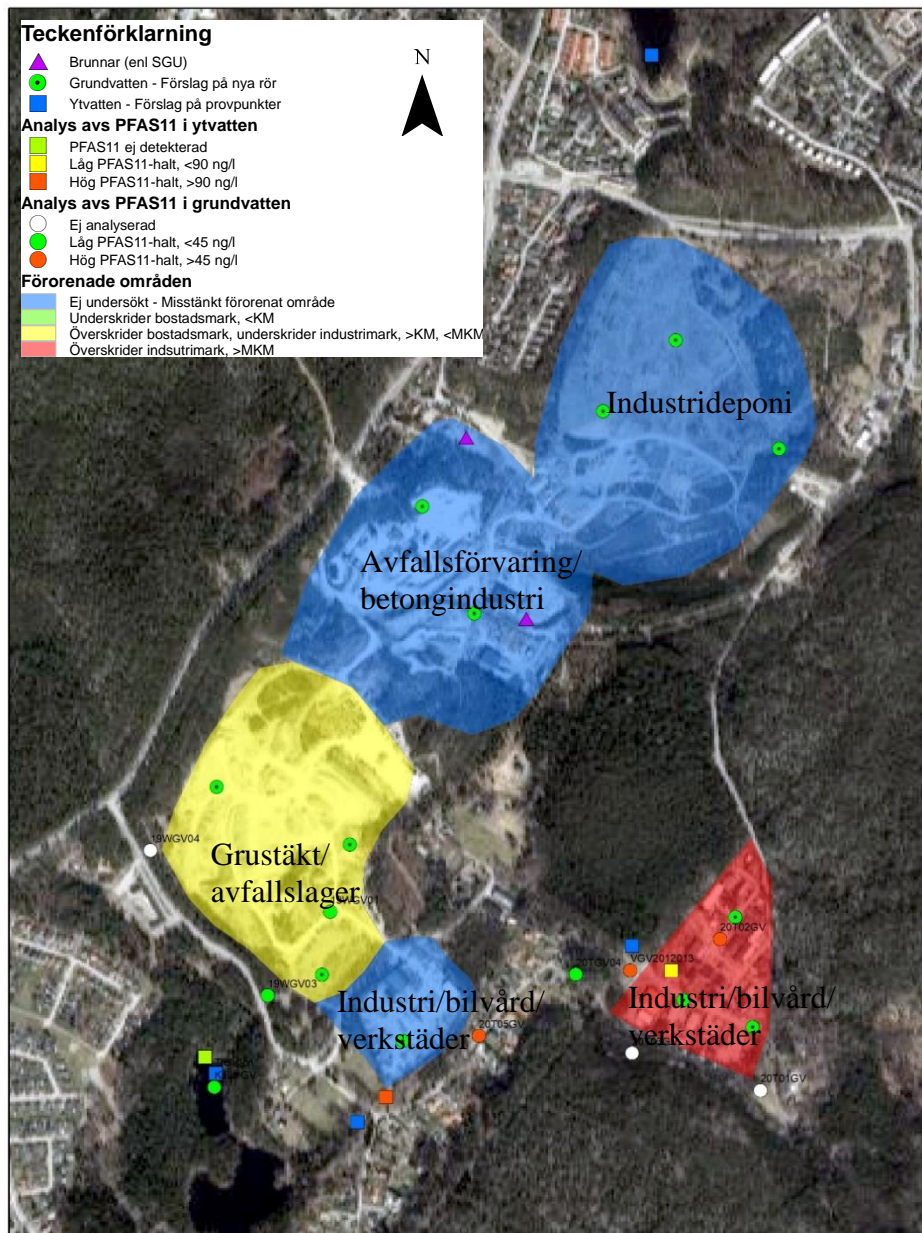 Teckenförklarning
Brunnar (enl SGU)
Grundvatten - Förslag på nya rör
Ytvatten - Förslag på provpunkter
Analys avs PFAS11 i ytvatten
PFAS11 ej detekterad
Låg PFAS11-halt, <90 ng/l
Hög PFAS11-halt, >90 ng/l
Analys avs PFAS11 i grundvatten
Ej analyserad
Låg PFAS11-halt, <45 ng/l
Hög PFAS11-halt, >45 ng/l
Förorenade områden
Ej undersökt - Misstänkt förorenat område
Underskrider bostadsmark, <KM
Överskrider bostadsmark, underskrider industrimark, >KM, <MKM
Överskrider indsutrimark, >MKM
N
Industrideponi
Avfallsförvaring/
betongindustri
19WGV04
Grustäkt/
avfallslager
19WGV01
20T02GV
20TGV04
VGV2012013
19WGV03
Industri/bilvård/
verkstäder
Industri/bilvård/
verkstäder
20T05GV
20T01GV